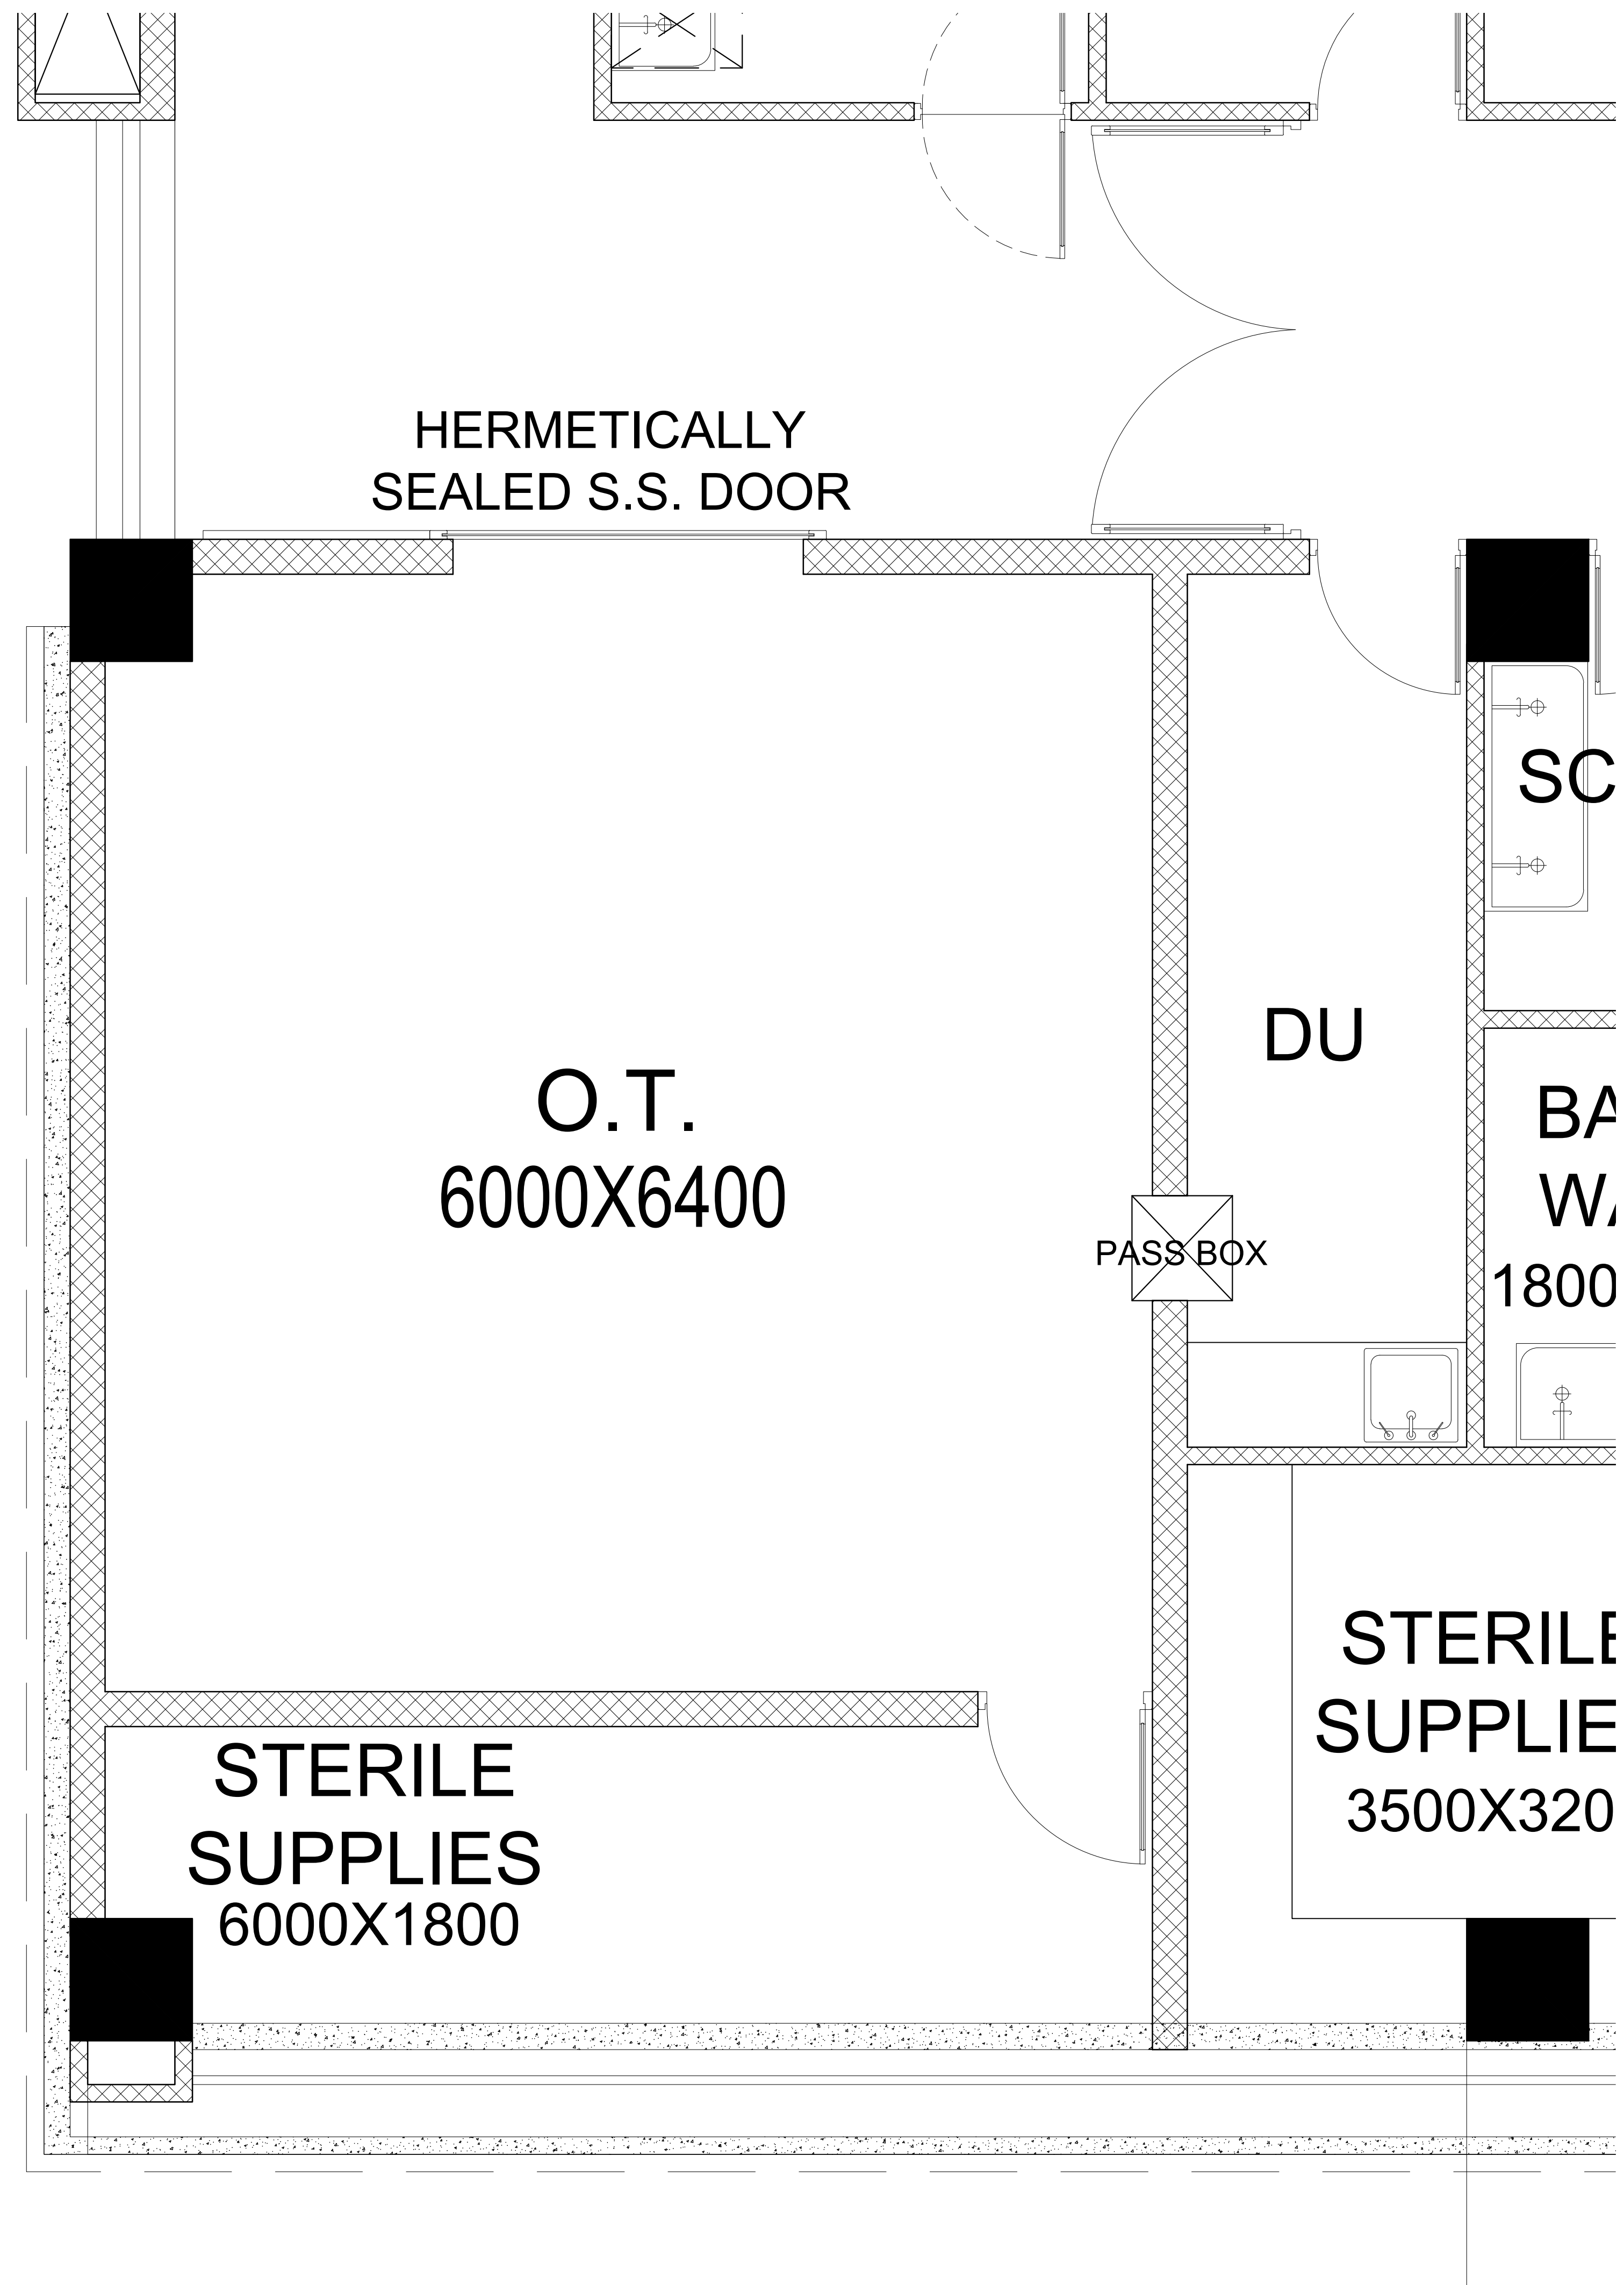 HERMETICALLY
SEALED S.S. DOOR
SC
DU
O.T.
6000X6400
BA
WA
1800
PASS BOX
STERILE
SUPPLIE
3500X320
STERILE
SUPPLIES
6000X1800